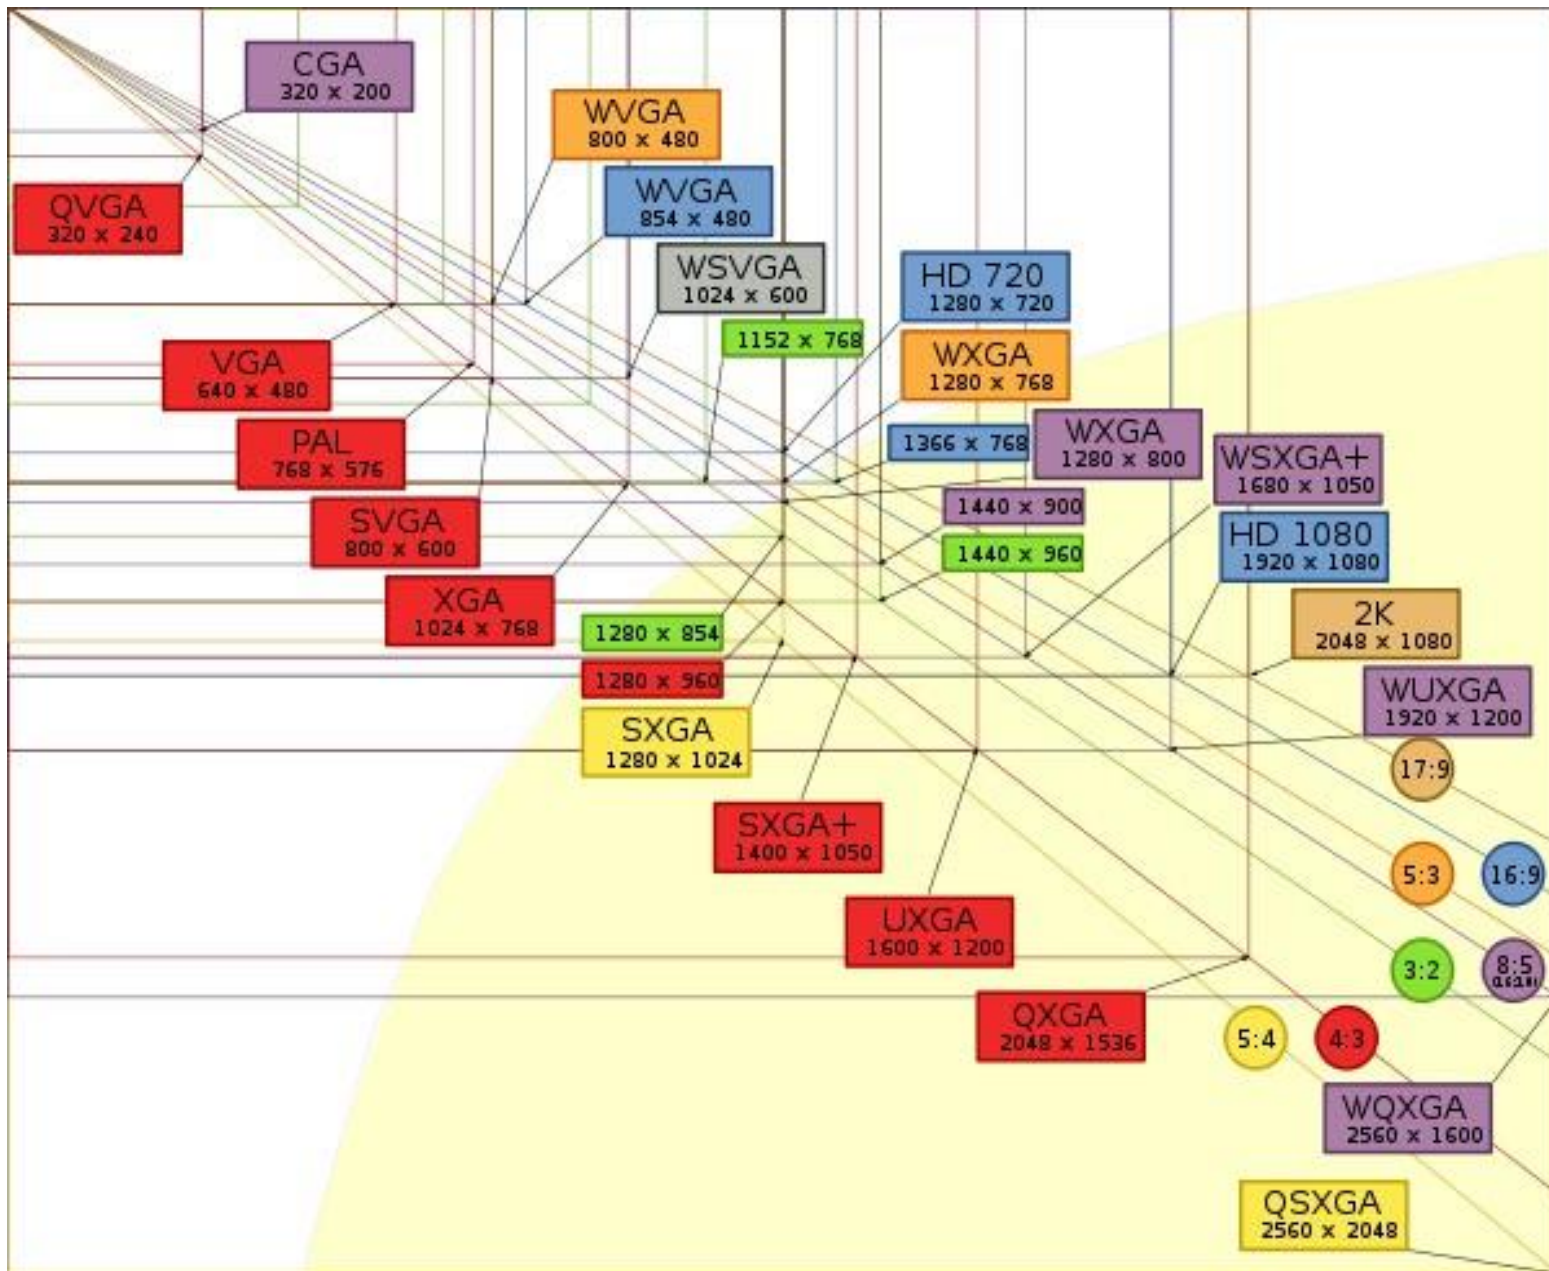 CGA
320 x 200
WVGA
800 x 480
QVGA
320 x 240
WVGA
854 x 480
WSVGA
1024 x 600
HD 720
1280 x 720
1152 x 768
VGA
640 x 480
WXGA
1280 x 768
PAL
768 x 576
1366 x 768
WXGA
1280 x 800
WSXGA+
1680 x 1050
SVGA
800 x 600
1440 x 900
HD 1080
1920 x 1080
1440 x 960
XGA
1024 x 768
1280 x 854
2K
2048 x 1080
1280 x 960
WUXGA
1920 x 1200
SXGA
1280 x 1024
17:9
SXGA+
1400 x 1050
5:3
16:9
UXGA
1600 x 1200
3:2
8:5
(16:10)
QXGA
2048 x 1536
5:4
4:3
WQXGA
2560 x 1600
QSXGA
2560 x 2048